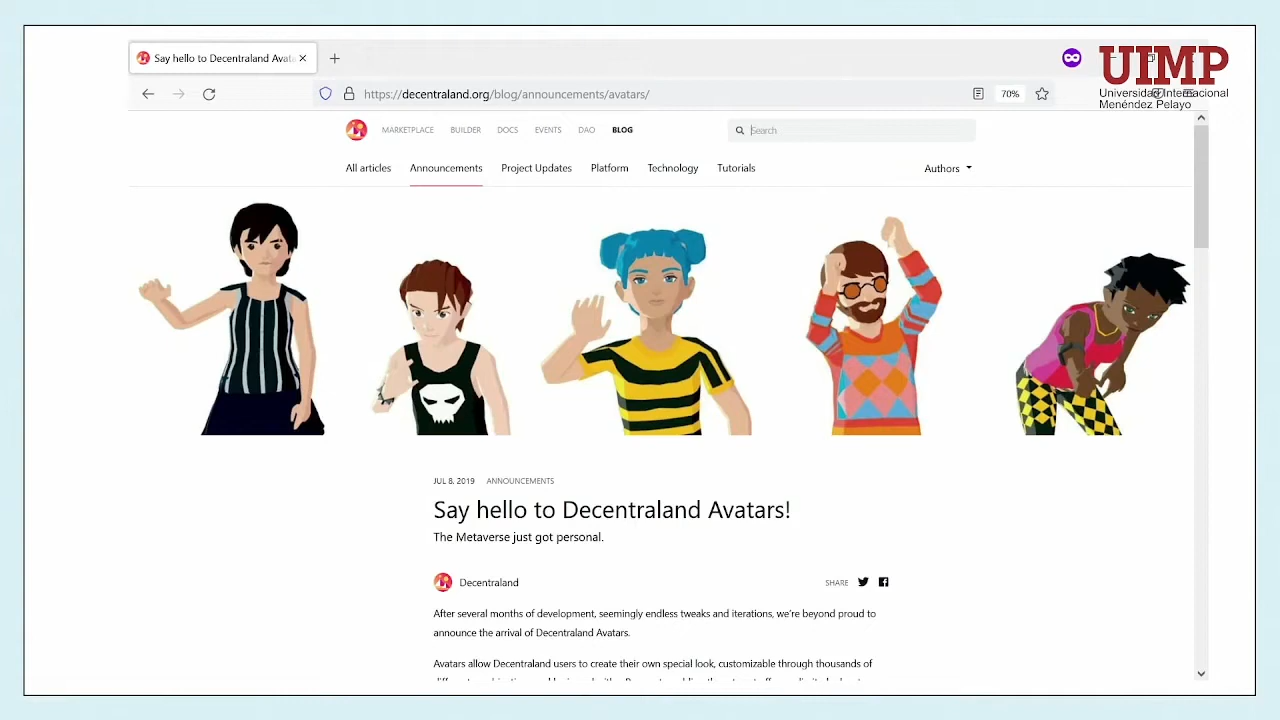 Say hello to Decentraland Avata
UIMP
Universidad Internacional
Menéndez Pelayo
https://decentraland.org/blog/announcements/avatars/
70%
MARKETPLACE BUILDER DOCS EVENTS DAO BLOG
Search
All articles Announcements Project Updates Platform Technology Tutorials
Authors
JUL 8, 2019 ANNOUNCEMENTS
Say hello to Decentraland Avatars!
The Metaverse just got personal.
Decentraland
SHARE
After several months of development, seemingly endless tweaks and iterations, we're beyond proud to
announce the arrival of Decentraland Avatars.
Avatars allow Decentraland users to create their own special look, customizable through thousands of